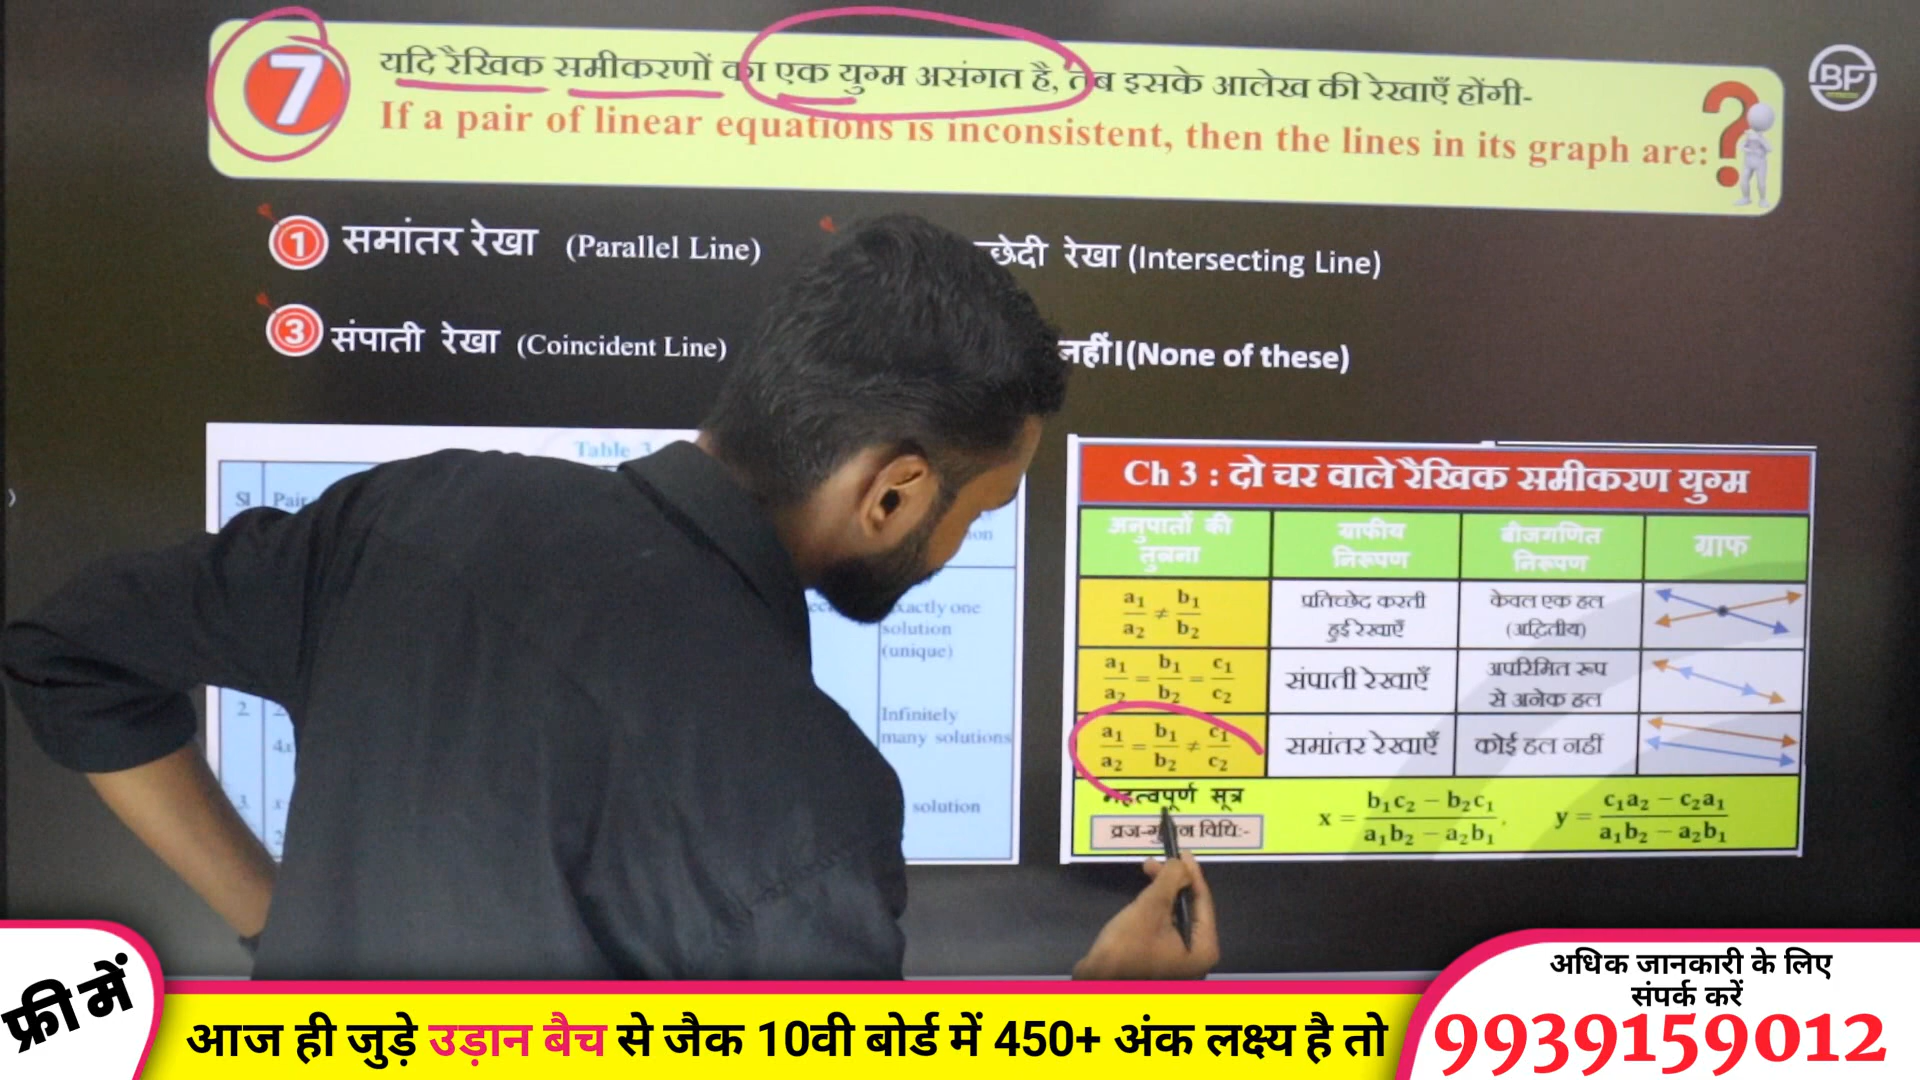 7
यदि रैखिक समीकरणों का एक युग्म असंगत है, तब इसके आलेख की रेखाएँ होंगी-
If a pair of linear equations is inconsistent, then the lines in its graph are:
BP
1 समांतर रेखा (Parallel Line)
च्छेदी रेखा (Intersecting Line)
3 संपाती रेखा (Coincident Line)
नहीं।(None of these)
Table 3
Sl Pair
exactly one
solution
(unique)
2
Infinitely
many solutions
3
solution
Ch 3 : दो चर वाले रैखिक समीकरण युग्म
अनुपातों की तुलना
ग्राफीय निरूपण
बीजगणित निरूपण
ग्राफ
a₁/a₂ ≠ b₁/b₂ प्रतिच्छेद करती हुई रेखाएँ केवल एक हल (अद्वितीय)
a₁/a₂ = b₁/b₂ = c₁/c₂ संपाती रेखाएँ अपरिमित रूप से अनेक हल
a₁/a₂ = b₁/b₂ ≠ c₁/c₂ समांतर रेखाएँ कोई हल नहीं
महत्वपूर्ण सूत्र
विधि:-
x = (b₁c₂ − b₂c₁)/(a₁b₂ − a₂b₁), y = (c₁a₂ − c₂a₁)/(a₁b₂ − a₂b₁)
फ्री में
आज ही जुड़े उड़ान बैच से जैक 10वी बोर्ड में 450+ अंक लक्ष्य है तो
अधिक जानकारी के लिए
संपर्क करें
9939159012